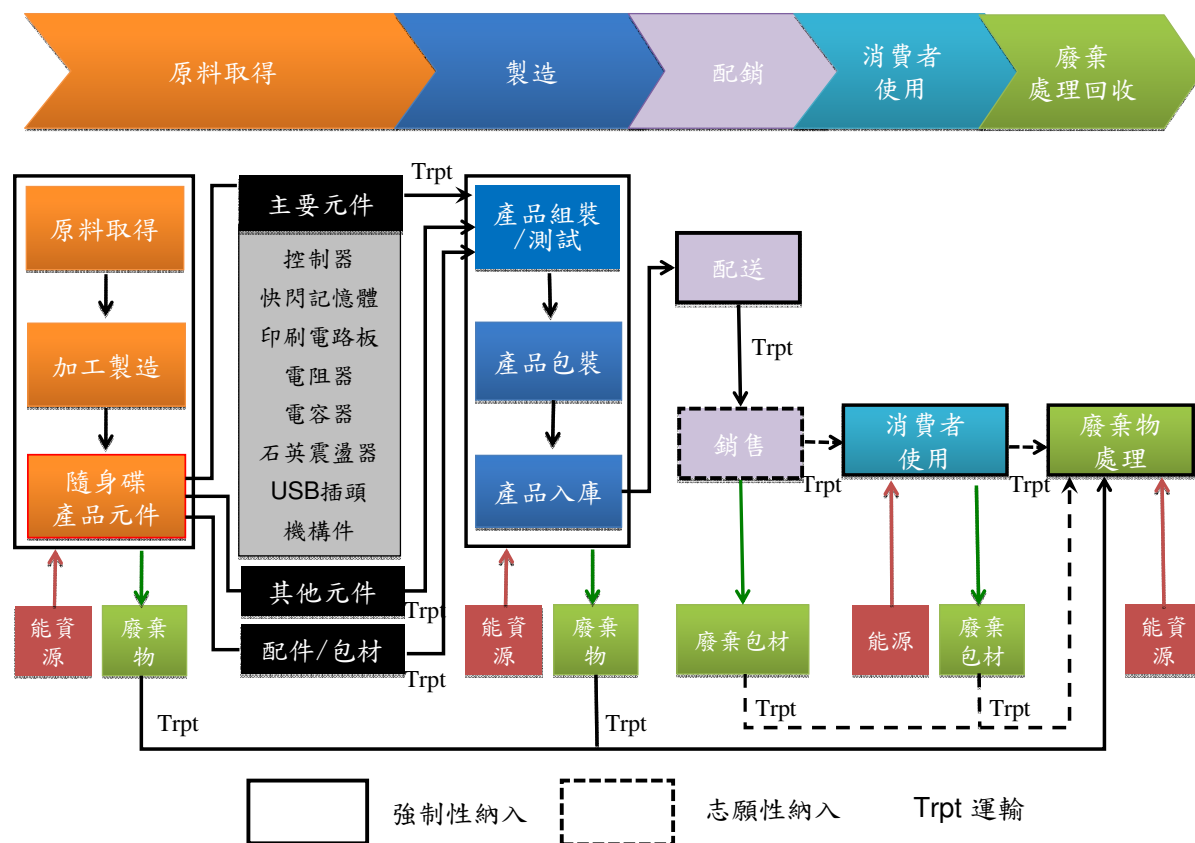 原料取得
製造
配銷
消費者
使用
廢棄
處理回收
原料取得
加工製造
隨身碟
產品元件
能資
源
廢棄
物
主要元件
控制器
快閃記憶體
印刷電路板
電阻器
電容器
石英震盪器
USB插頭
機構件
其他元件
配件/包材
Trpt
Trpt
Trpt
產品組裝
/測試
產品包裝
產品入庫
能資
源
廢棄
物
配送
Trpt
銷售
Trpt
廢棄包材
消費者
使用
Trpt
能源
廢棄
包材
廢棄物
處理
能資
源
Trpt
Trpt
Trpt
Trpt
強制性納入
志願性納入
Trpt 運輸